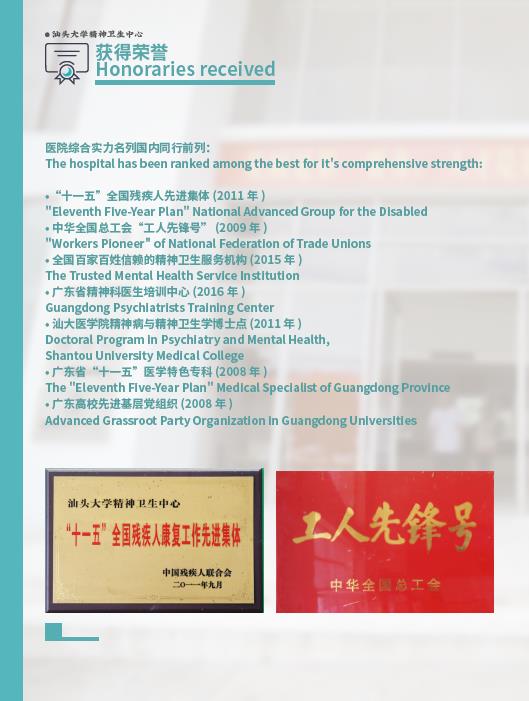 汕头大学精神卫生中心
获得荣誉
Honoraries received
医院综合实力名列国内同行前列：
The hospital has been ranked among the best for it's comprehensive strength:
• “十一五”全国残疾人先进集体 (2011 年 )
"Eleventh Five-Year Plan" National Advanced Group for the Disabled
• 中华全国总工会“工人先锋号” (2009 年 )
"Workers Pioneer" of National Federation of Trade Unions
• 全国百家百姓信赖的精神卫生服务机构 (2015 年 )
The Trusted Mental Health Service Institution
• 广东省精神科医生培训中心 (2016 年 )
Guangdong Psychiatrists Training Center
• 汕大医学院精神病与精神卫生学博士点 (2011 年 )
Doctoral Program in Psychiatry and Mental Health,
Shantou University Medical College
• 广东省“十一五”医学特色专科 (2008 年 )
The "Eleventh Five-Year Plan" Medical Specialist of Guangdong Province
• 广东高校先进基层党组织 (2008 年 )
Advanced Grassroot Party Organization in Guangdong Universities
汕头大学精神卫生中心
“十一五”全国残疾人康复工作先进集体
中国残疾人联合会
二〇一一年九月
工人先锋号
中华全国总工会